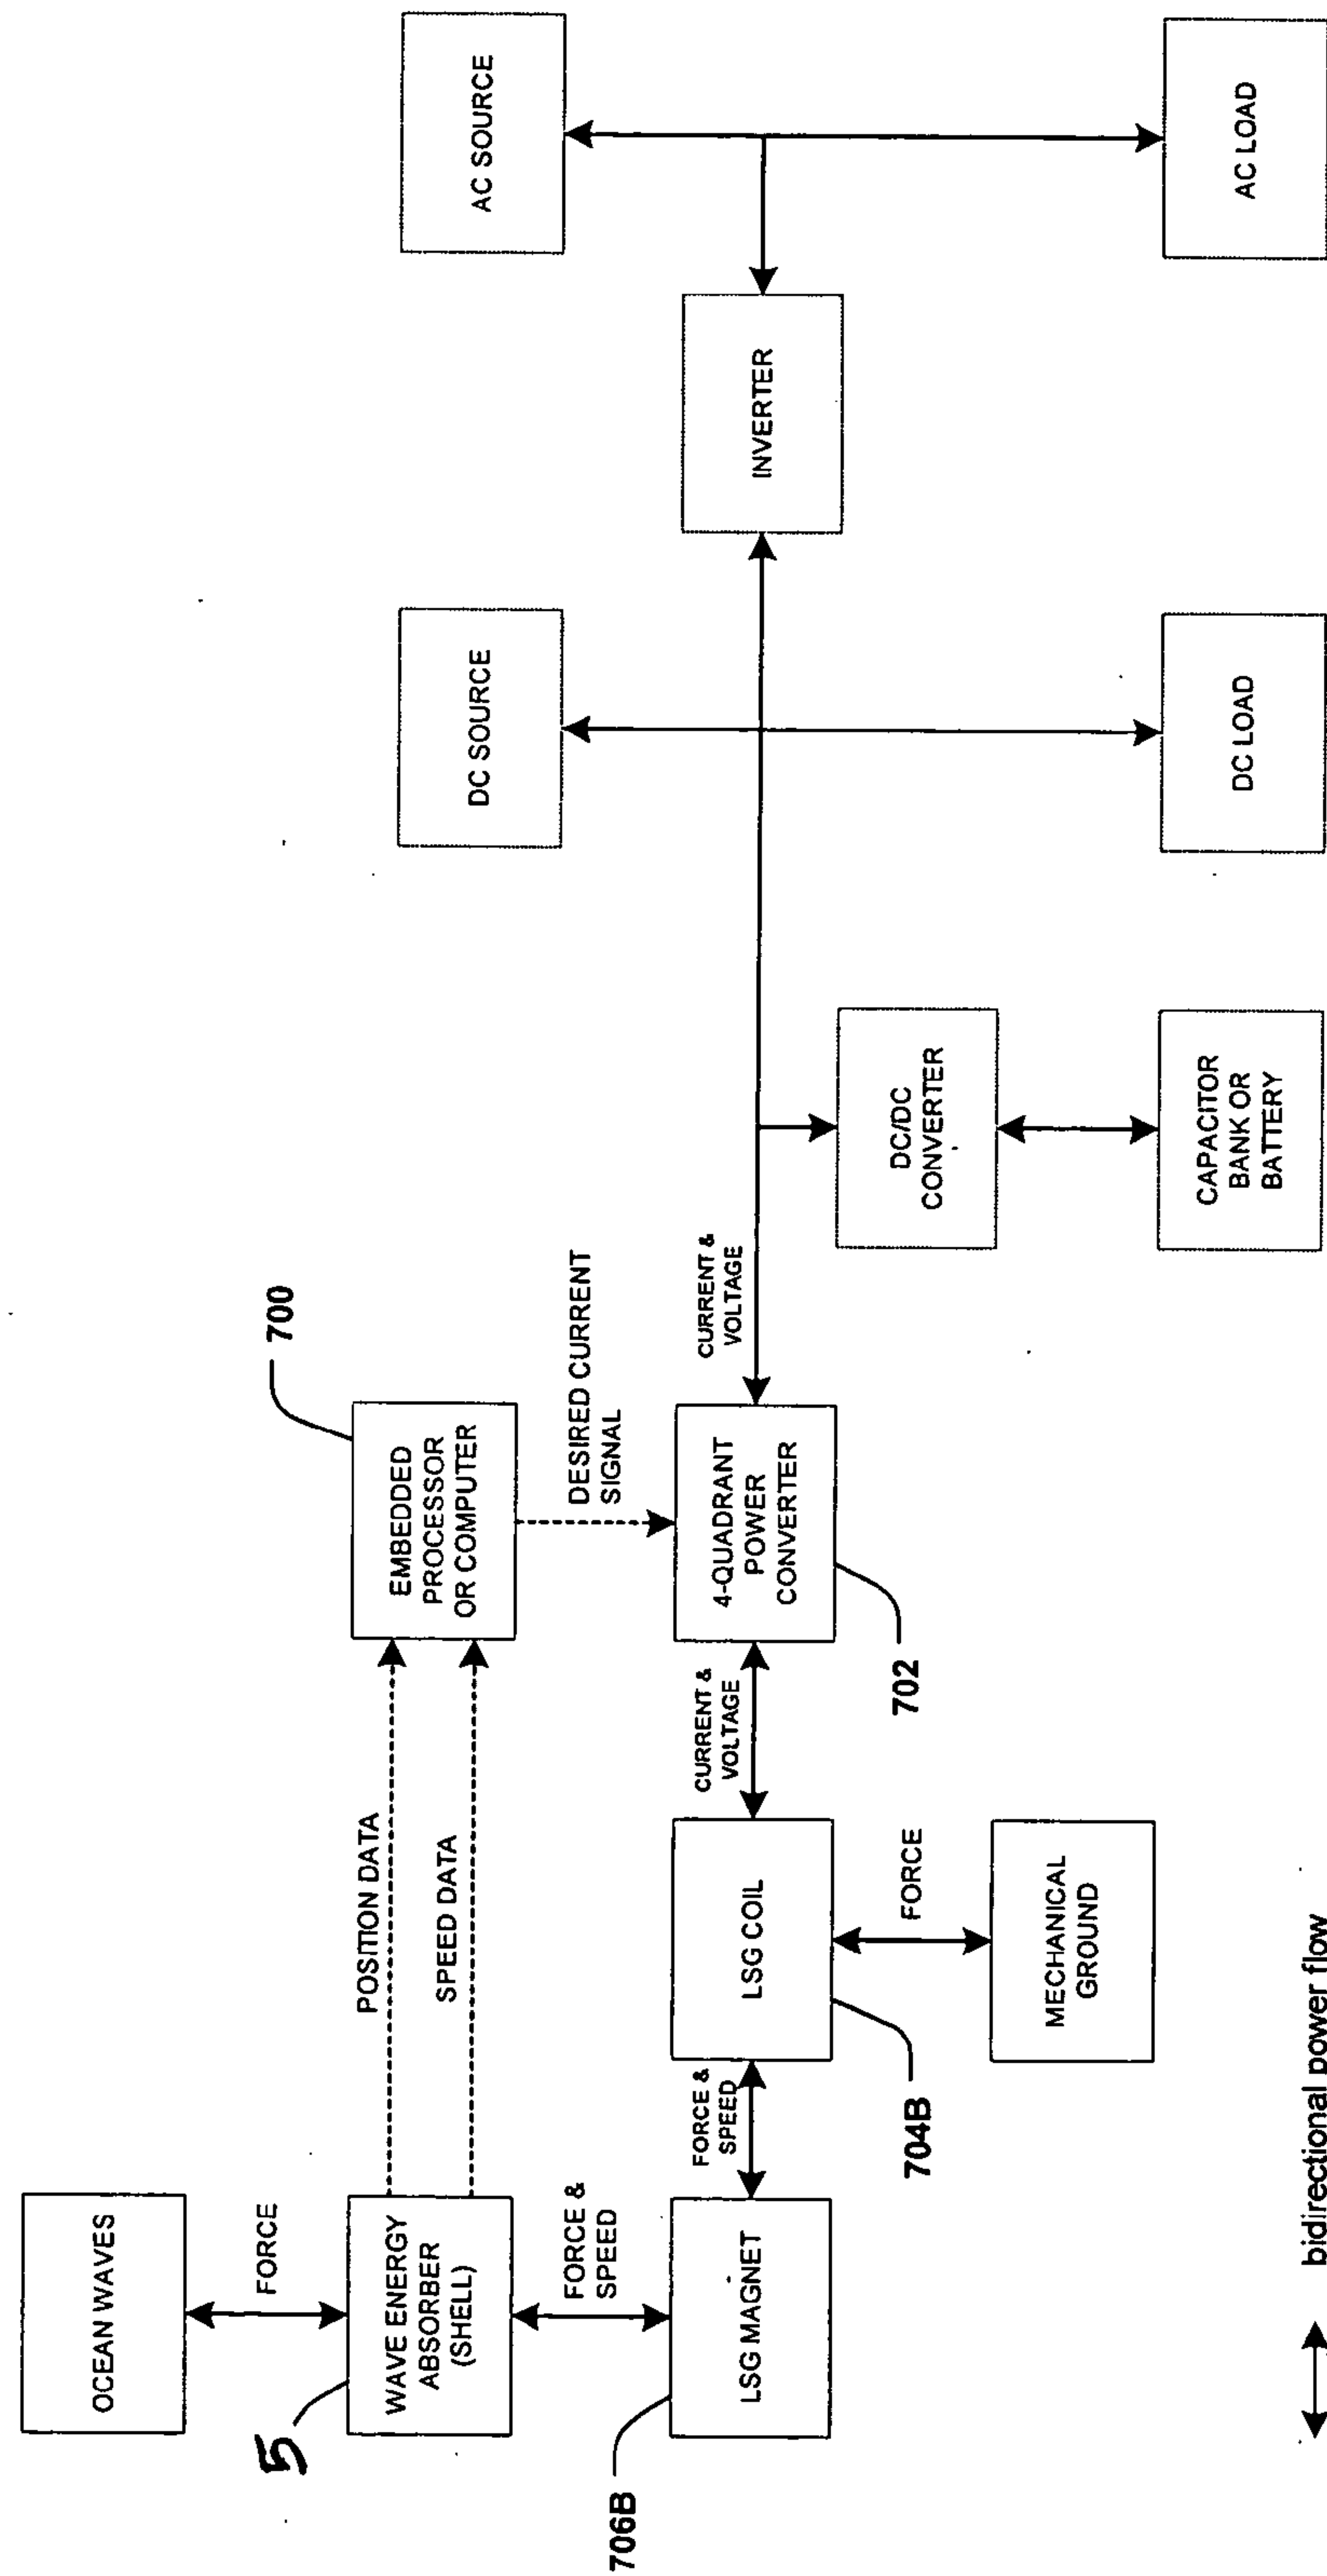 OCEAN WAVES
FORCE
5
WAVE ENERGY
ABSORBER
(SHELL)
POSITION DATA
SPEED DATA
700
EMBEDDED
PROCESSOR
OR COMPUTER
DESIRED CURRENT
SIGNAL
FORCE &
SPEED
706B
LSG MAGNET
FORCE &
SPEED
LSG COIL
704B
FORCE
MECHANICAL
GROUND
CURRENT &
VOLTAGE
4-QUADRANT
POWER
CONVERTER
702
CURRENT &
VOLTAGE
DC/DC
CONVERTER
CAPACITOR
BANK OR
BATTERY
DC SOURCE
DC LOAD
INVERTER
AC SOURCE
AC LOAD
bidirectional power flow